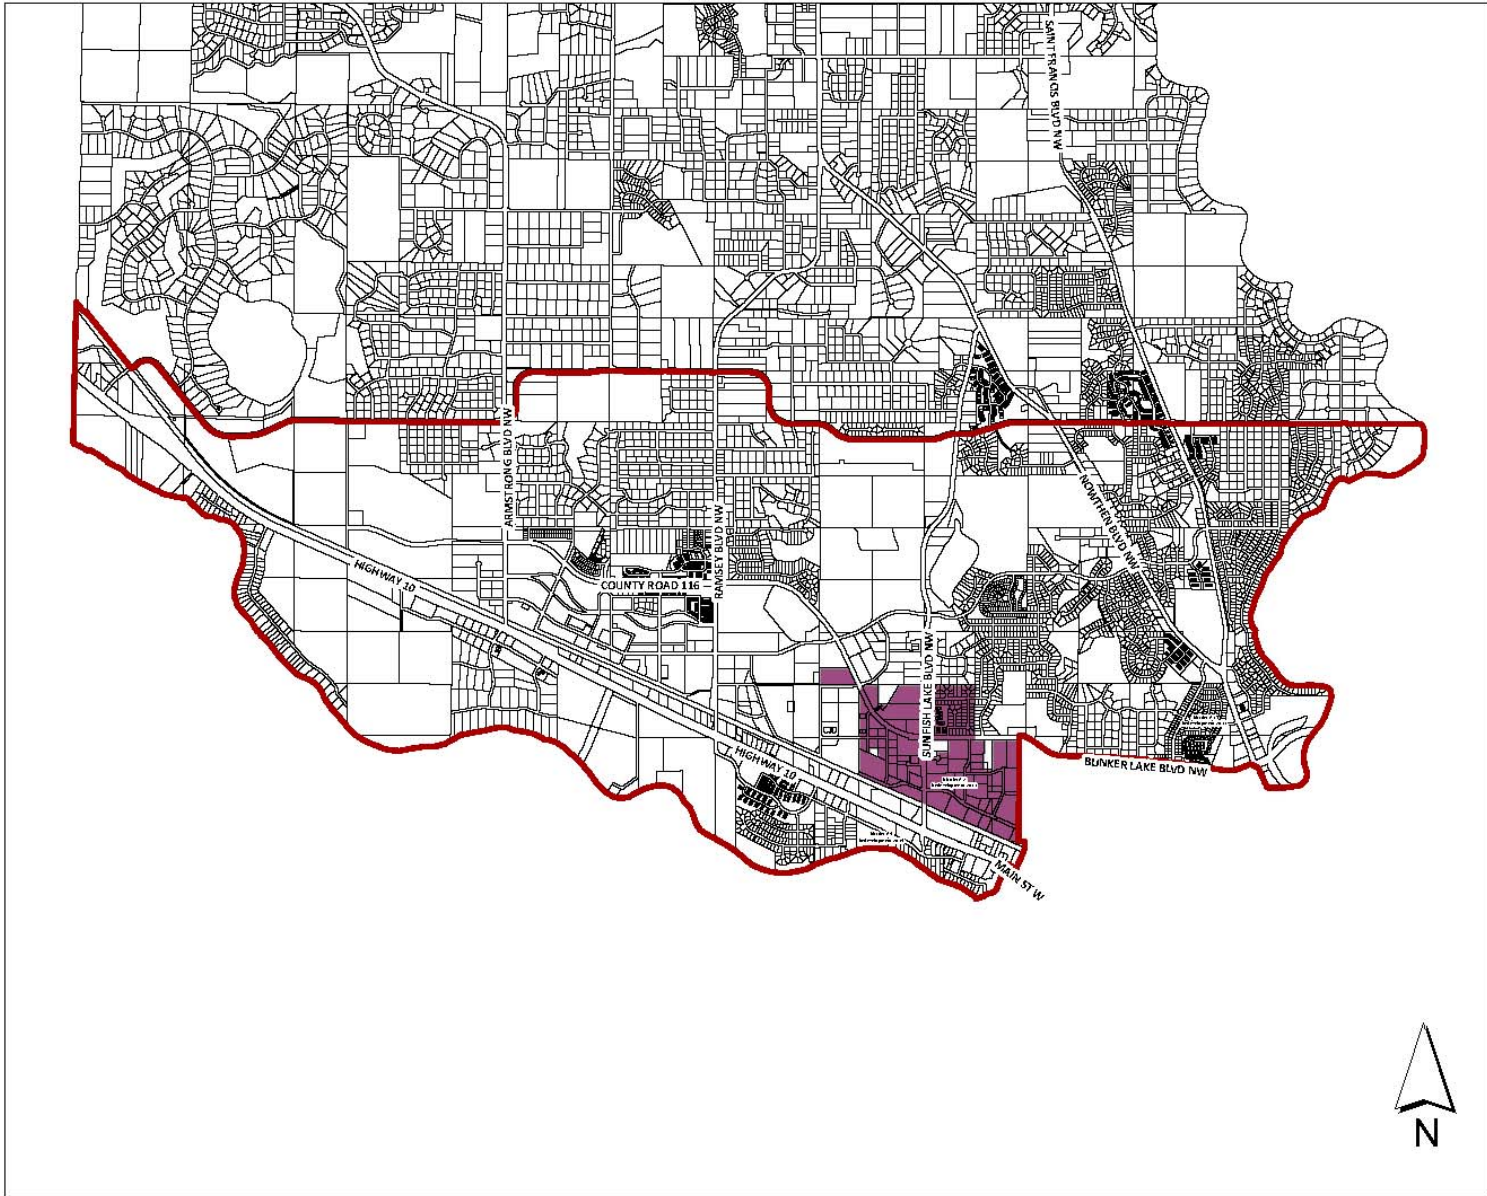 SAINT FRANCIS BLVD NW
ARMSTRONG BLVD NW
NOWTHEN BLVD NW
RAMSEY BLVD NW
HIGHWAY 10
COUNTY ROAD 116
SUNFISH LAKE BLVD NW
HIGHWAY 10
BUNKER LAKE BLVD NW
MAIN ST W
N